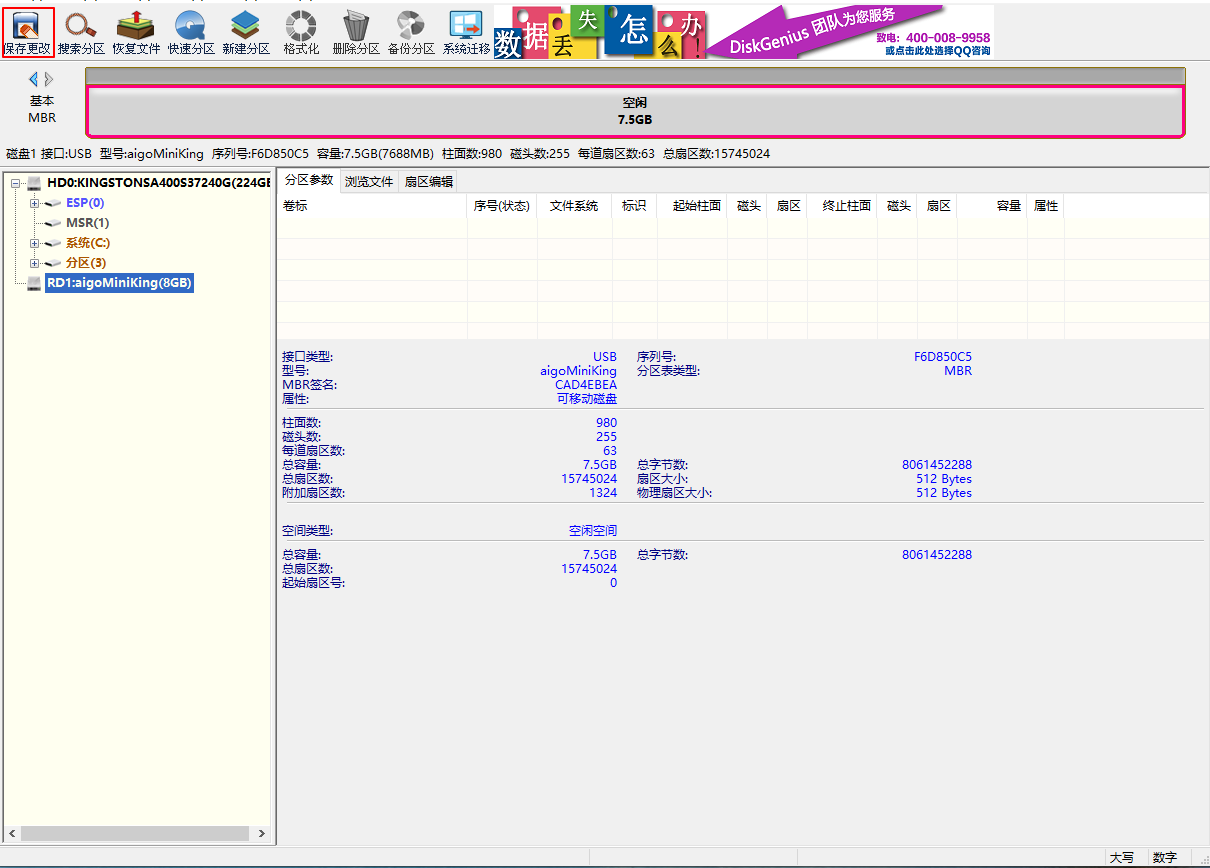 保存更改 搜索分区 恢复文件 快速分区 新建分区 格式化 删除分区 备份分区 系统迁移
数据丢失怎么办!
DiskGenius 团队为您服务
致电: 400-008-9958
或点击此处选择QQ咨询
基本
MBR
空闲
7.5GB
磁盘1 接口:USB 型号:aigoMiniKing 序列号:F6D850C5 容量:7.5GB(7688MB) 柱面数:980 磁头数:255 每道扇区数:63 总扇区数:15745024
HD0:KINGSTONSA400S37240G(224GB
ESP(0)
MSR(1)
系统(C:)
分区(3)
RD1:aigoMiniKing(8GB)
分区参数 浏览文件 扇区编辑
卷标 序号(状态) 文件系统 标识 起始柱面 磁头 扇区 终止柱面 磁头 扇区 容量 属性
接口类型: USB 序列号: F6D850C5
型号: aigoMiniKing 分区表类型: MBR
MBR签名: CAD4EBEA
属性: 可移动磁盘
柱面数: 980
磁头数: 255
每道扇区数: 63
总容量: 7.5GB 总字节数: 8061452288
总扇区数: 15745024 扇区大小: 512 Bytes
附加扇区数: 1324 物理扇区大小: 512 Bytes
空间类型: 空闲空间
总容量: 7.5GB 总字节数: 8061452288
总扇区数: 15745024
起始扇区号: 0
大写 数字